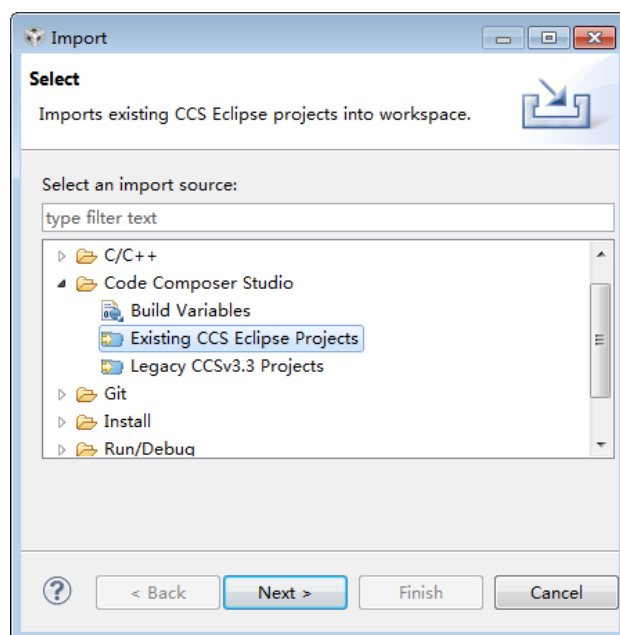 Import
Select
Imports existing CCS Eclipse projects into workspace.
Select an import source:
type filter text
C/C++
Code Composer Studio
Build Variables
Existing CCS Eclipse Projects
Legacy CCSv3.3 Projects
Git
Install
Run/Debug
< Back Next > Finish Cancel